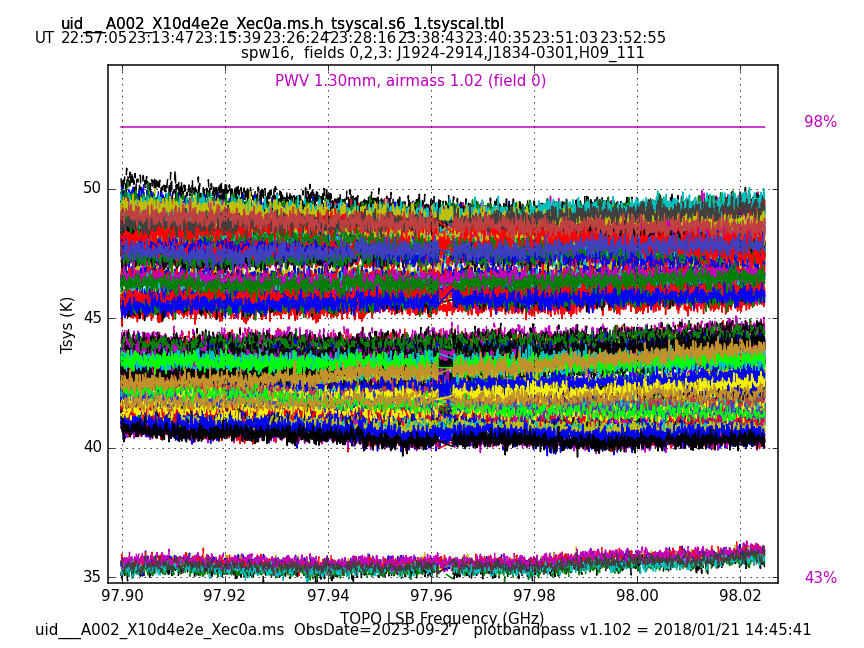 uid___A002_X10d4e2e_Xec0a.ms.h_tsyscal.s6_1.tsyscal.tbl
UT 22:57:05 23:13:47 23:15:39 23:26:24 23:28:16 23:38:43 23:40:35 23:51:03 23:52:55
spw16, fields 0,2,3: J1924-2914,J1834-0301,H09_111
PWV 1.30mm, airmass 1.02 (field 0)
98%
50
45
40
35
Tsys (K)
43%
97.90 97.92 97.94 97.96 97.98 98.00 98.02
TOPO LSB Frequency (GHz)
uid___A002_X10d4e2e_Xec0a.ms ObsDate=2023-09-27 plotbandpass v1.102 = 2018/01/21 14:45:41